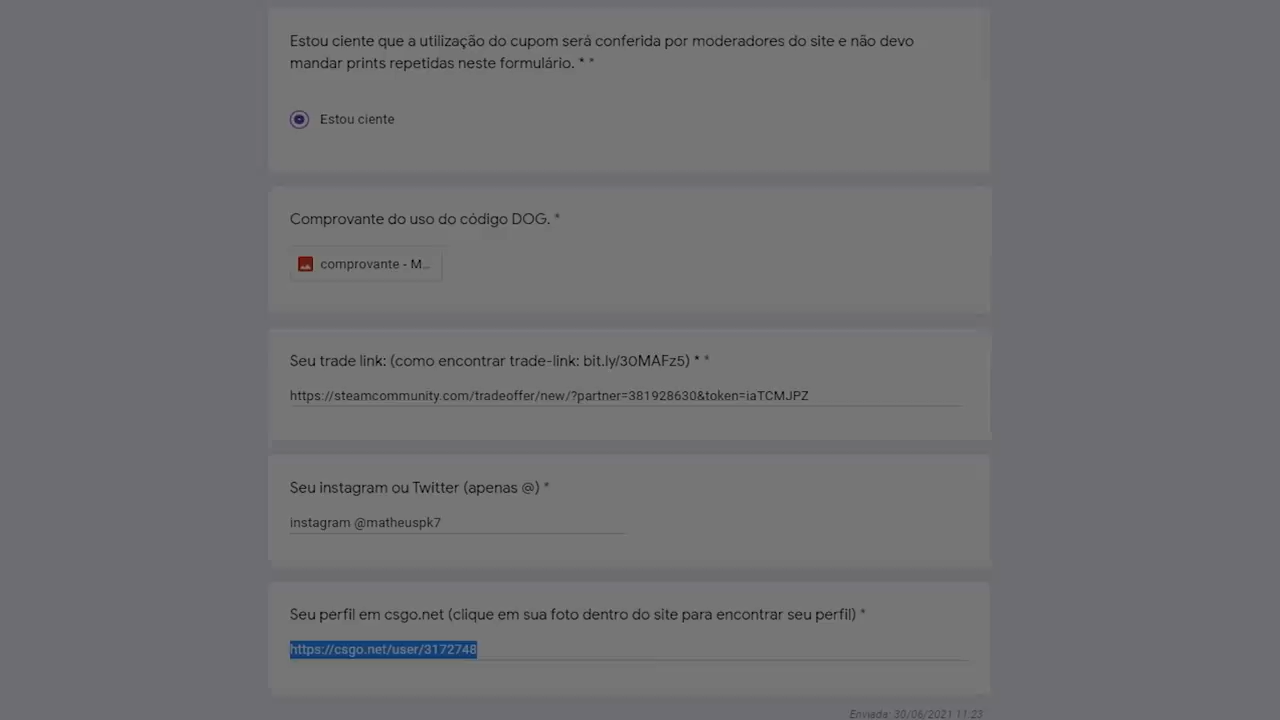 Estou ciente que a utilização do cupom será conferida por moderadores do site e não devo
mandar prints repetidas neste formulário. * *
Estou ciente
Comprovante do uso do código DOG. *
comprovante - M...
Seu trade link: (como encontrar trade-link: bit.ly/30MAFz5) * *
https://steamcommunity.com/tradeoffer/new/?partner=381928630&token=iaTCMJPZ
Seu instagram ou Twitter (apenas @) *
instagram @matheuspk7
Seu perfil em csgo.net (clique em sua foto dentro do site para encontrar seu perfil) *
https://csgo.net/user/3172748
Enviada: 30/06/2021 11:23